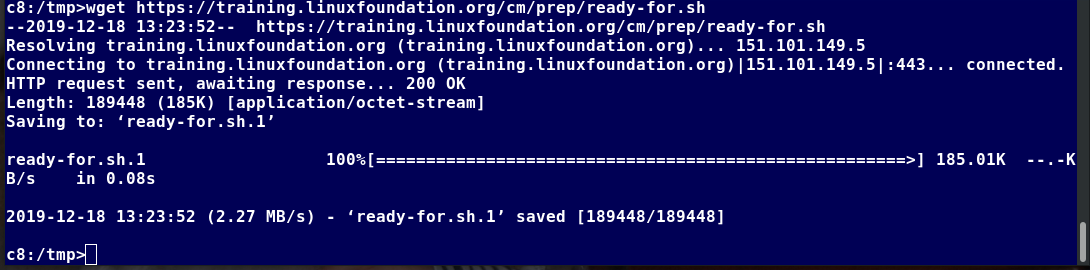 c8:/tmp>wget https://training.linuxfoundation.org/cm/prep/ready-for.sh
--2019-12-18 13:23:52--  https://training.linuxfoundation.org/cm/prep/ready-for.sh
Resolving training.linuxfoundation.org (training.linuxfoundation.org)... 151.101.149.5
Connecting to training.linuxfoundation.org (training.linuxfoundation.org)|151.101.149.5|:443... connected.
HTTP request sent, awaiting response... 200 OK
Length: 189448 (185K) [application/octet-stream]
Saving to: ‘ready-for.sh.1’
ready-for.sh.1                  100%[=====================================================>] 185.01K  --.-K
B/s    in 0.08s
2019-12-18 13:23:52 (2.27 MB/s) - ‘ready-for.sh.1’ saved [189448/189448]
c8:/tmp>